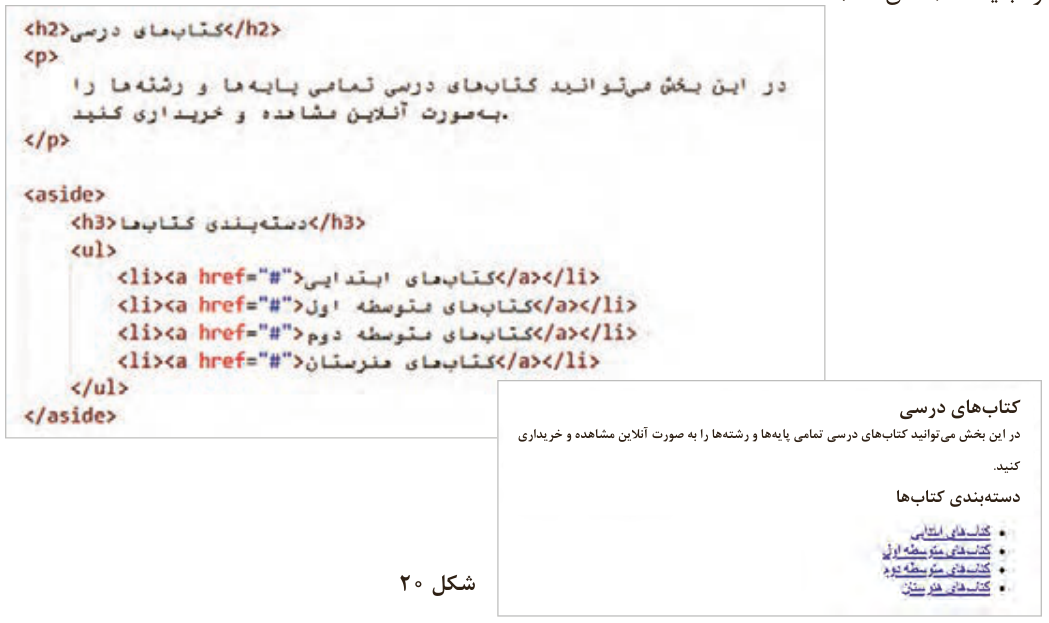 <h2>کتاب‌های درسی</h2>
<p>
در این بخش می‌توانید کتاب‌های درسی تمامی پایه‌ها و رشته‌ها را
به‌صورت آنلاین مشاهده و خریداری کنید.
</p>
<aside>
<h3>دسته‌بندی کتاب‌ها</h3>
<ul>
<li><a href="#">کتاب‌های ابتدایی</a></li>
<li><a href="#">کتاب‌های متوسطه اول</a></li>
<li><a href="#">کتاب‌های متوسطه دوم</a></li>
<li><a href="#">کتاب‌های هنرستان</a></li>
</ul>
</aside>
کتاب‌های درسی
در این بخش می‌توانید کتاب‌های درسی تمامی پایه‌ها و رشته‌ها را به صورت آنلاین مشاهده و خریداری
کنید.
دسته‌بندی کتاب‌ها
• کتاب‌های ابتدایی
• کتاب‌های متوسطه اول
• کتاب‌های متوسطه دوم
• کتاب‌های هنرستان
شکل ۲۰